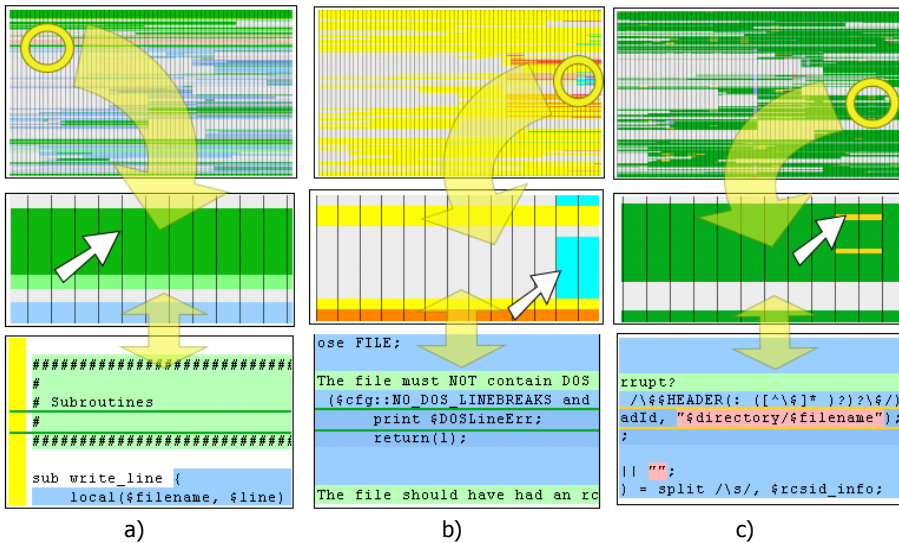 ##########################
#
# Subroutines
#
##########################
sub write_line {
local($filename, $line)
a)
ose FILE;
The file must NOT contain DOS
($cfg::NO_DOS_LINEBREAKS and
print $DOSLineErr;
return(1);
The file should have had an rc
b)
rrupt?
/\$$HEADER(: ([^\$]* )?)?\$/)
adId, "$directory/$filename");
;
|| "";
) = split /\s/, $rcsid_info;
c)